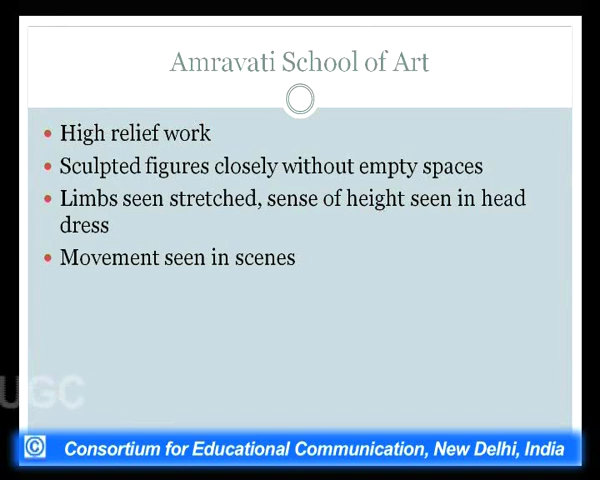 Amravati School of Art
• High relief work
• Sculpted figures closely without empty spaces
• Limbs seen stretched, sense of height seen in head
dress
• Movement seen in scenes
UGC
© Consortium for Educational Communication, New Delhi, India